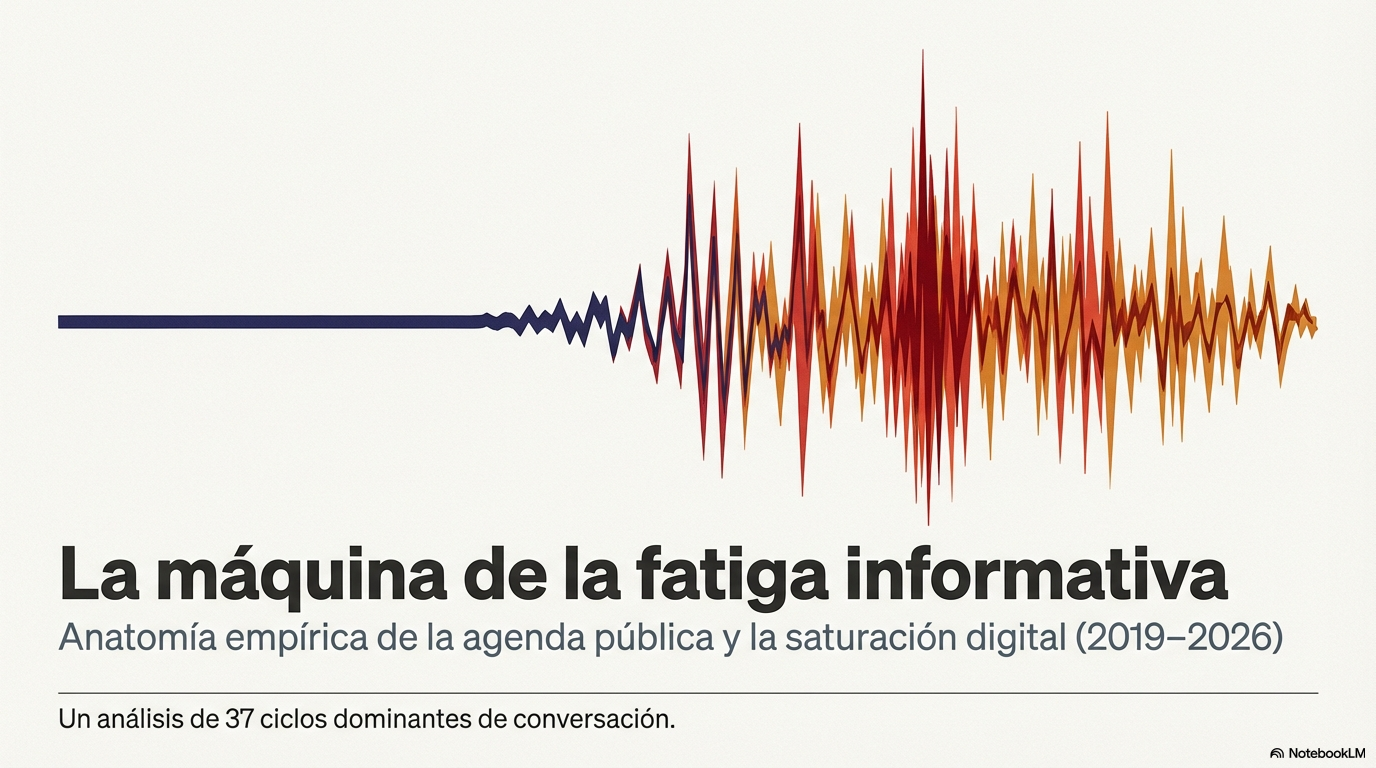 La máquina de la fatiga informativa
Anatomía empírica de la agenda pública y la saturación digital (2019–2026)
Un análisis de 37 ciclos dominantes de conversación.
NotebookLM